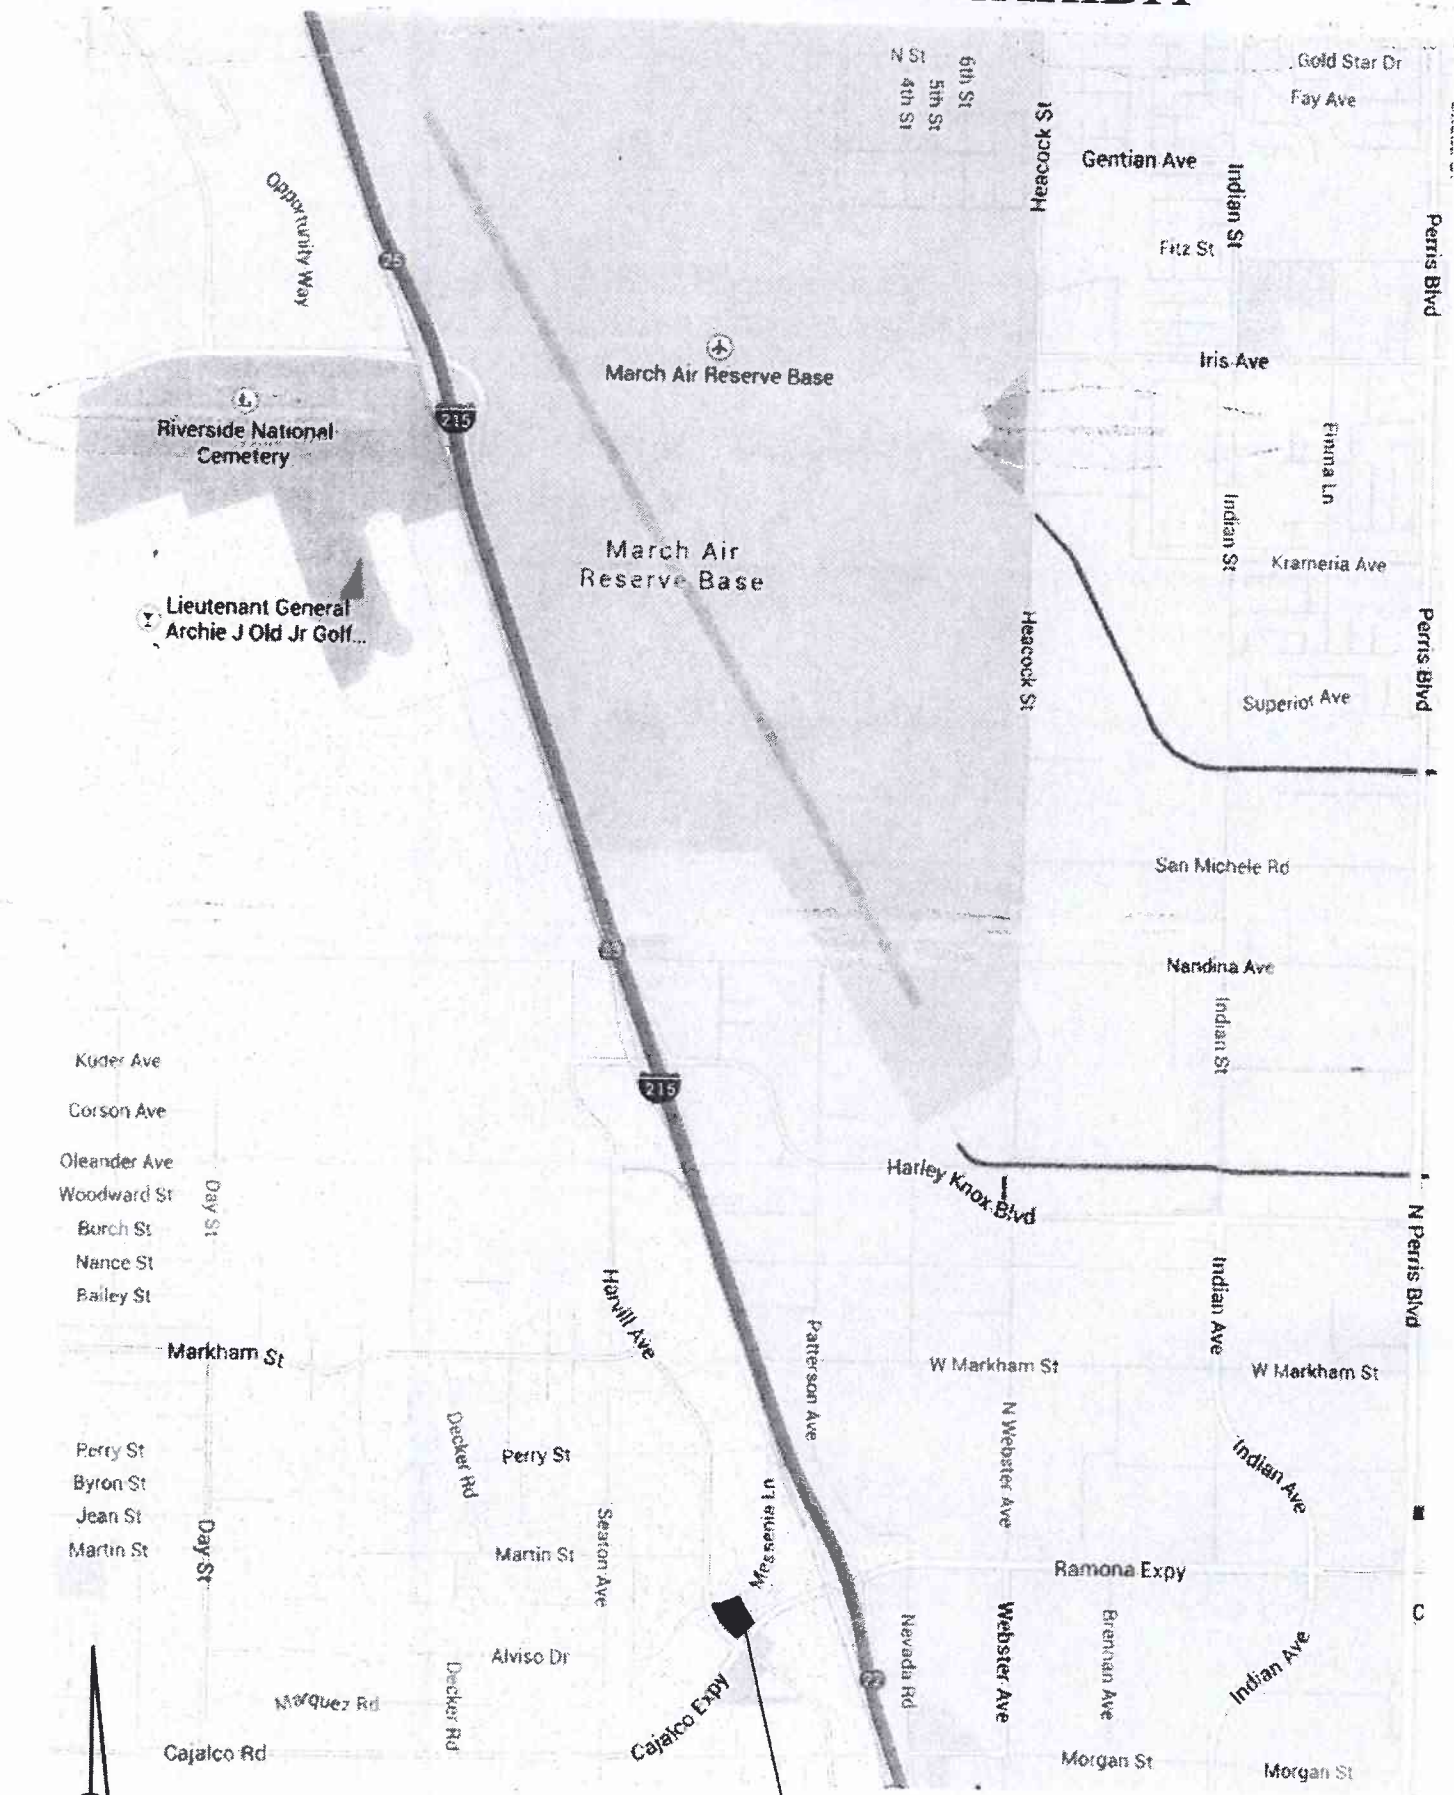 N St
4th St
5th St
6th St
Gold Star Dr
Fay Ave
Heacock St
Gentian Ave
Indian St
Perris Blvd
Opportunity Way
Fitz St
25
March Air Reserve Base
Iris Ave
Riverside National
Cemetery
215
Indian St
Krameria Ave
March Air
Reserve Base
Lieutenant General
Archie J Old Jr Golf...
Heacock St
Perris Blvd
Superior Ave
San Michele Rd
Nandina Ave
Indian St
Kuder Ave
215
Corson Ave
Oleander Ave
Harley Knox Blvd
Woodward St
Day St
Burch St
Nance St
Bailey St
Harvill Ave
Indian Ave
N Perris Blvd
Markham St
Patterson Ave
W Markham St
W Markham St
Decker Rd
Perry St
Perry St
N Webster Ave
Indian Ave
Byron St
Jean St
Martin St
Day St
Martin St
Seaton Ave
Messenia Ln
Ramona Expy
Alviso Dr
Nevada Rd
Webster Ave
Brennan Ave
Indian Ave
22
Marquez Rd
Decker Rd
Cajalco Expy
Cajalco Rd
Morgan St
Morgan St